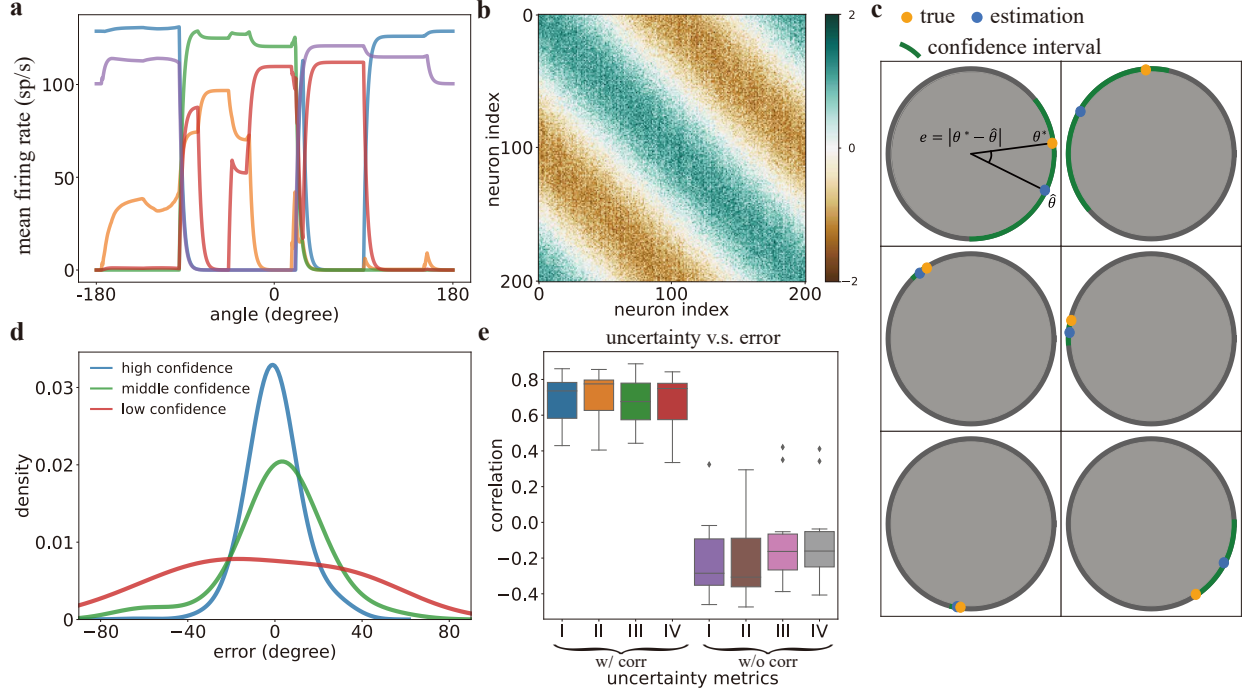 a
mean firing rate (sp/s)
100
50
0
-180
0
180
angle (degree)
b
neuron index
0
100
200
0
100
200
neuron index
2
0
−2
c
true
estimation
confidence interval
e = |θ* − θ̂|
θ*
θ̂
d
high confidence
middle confidence
low confidence
density
0.03
0.02
0.01
0
−80
−40
0
40
80
error (degree)
e
uncertainty v.s. error
correlation
0.8
0.6
0.4
0.2
0.0
−0.2
−0.4
I II III IV I II III IV
w/ corr w/o corr
uncertainty metrics